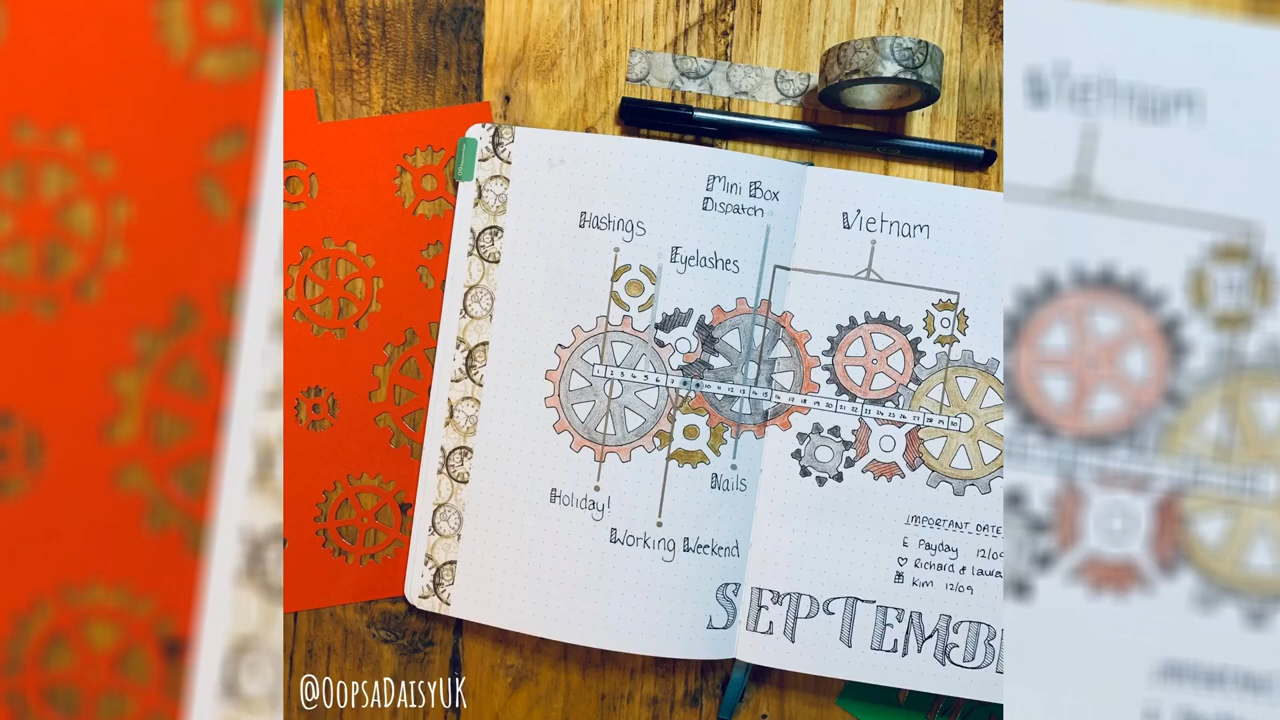 Mini Box
Dispatch
Hastings
Vietnam
Eyelashes
1 2 3 4 5 6 7 8 9 10 11 12 13 14 15 16 17 18 19 20 21 22 23 24 25 26 27 28 29 30
Nails
Holiday!
Working Weekend
IMPORTANT DATE
£ Payday 12/09
♡ Richard & Laura
Kim 12/09
SEPTEMB
@OopsaDaisyUK
Vietnam